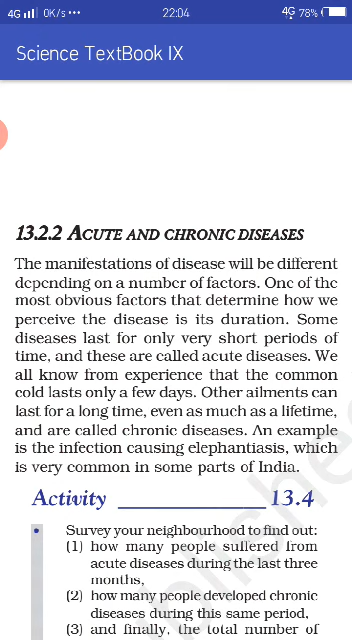 4G 0K/s ••• 22:04 4G 78%
Science TextBook IX
13.2.2 ACUTE AND CHRONIC DISEASES
The manifestations of disease will be different
depending on a number of factors. One of the
most obvious factors that determine how we
perceive the disease is its duration. Some
diseases last for only very short periods of
time, and these are called acute diseases. We
all know from experience that the common
cold lasts only a few days. Other ailments can
last for a long time, even as much as a lifetime,
and are called chronic diseases. An example
is the infection causing elephantiasis, which
is very common in some parts of India.
Activity ______________ 13.4
• Survey your neighbourhood to find out:
(1) how many people suffered from
acute diseases during the last three
months,
(2) how many people developed chronic
diseases during this same period,
(3) and finally, the total number of